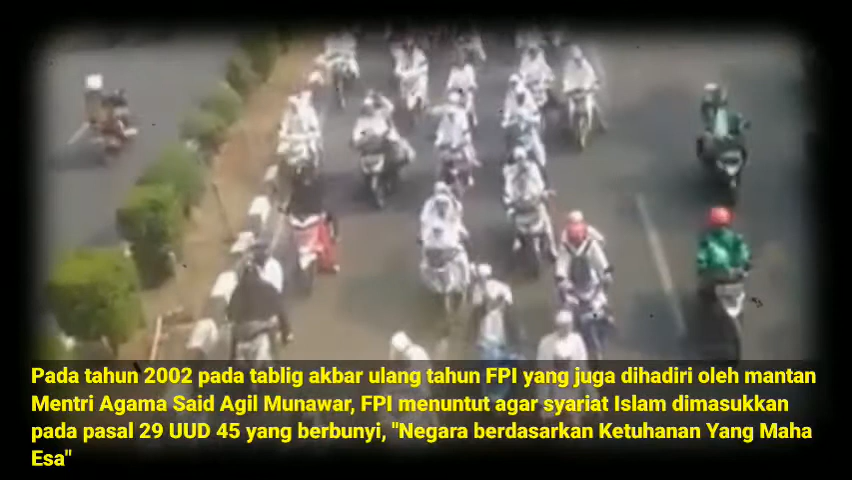 Pada tahun 2002 pada tablig akbar ulang tahun FPI yang juga dihadiri oleh mantan
Mentri Agama Said Agil Munawar, FPI menuntut agar syariat Islam dimasukkan
pada pasal 29 UUD 45 yang berbunyi, "Negara berdasarkan Ketuhanan Yang Maha
Esa"